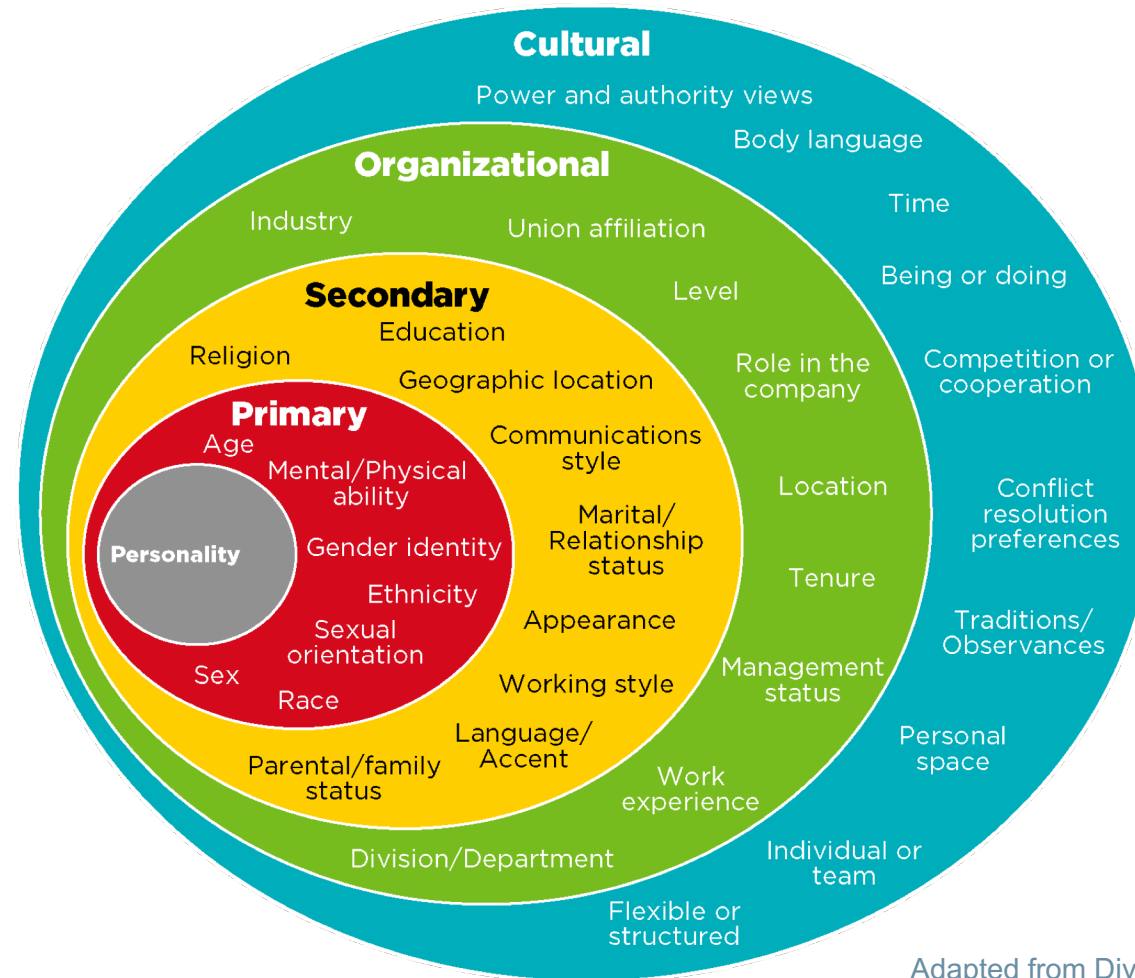 Cultural
Power and authority views
Body language
Time
Being or doing
Competition or
cooperation
Conflict
resolution
preferences
Traditions/
Observances
Personal
space
Individual or
team
Flexible or
structured
Organizational
Industry
Union affiliation
Level
Role in the
company
Location
Tenure
Management
status
Work
experience
Division/Department
Secondary
Education
Religion
Geographic location
Communications
style
Marital/
Relationship
status
Appearance
Working style
Language/
Accent
Parental/family
status
Primary
Age
Mental/Physical
ability
Gender identity
Ethnicity
Sexual
orientation
Sex
Race
Personality
Adapted from